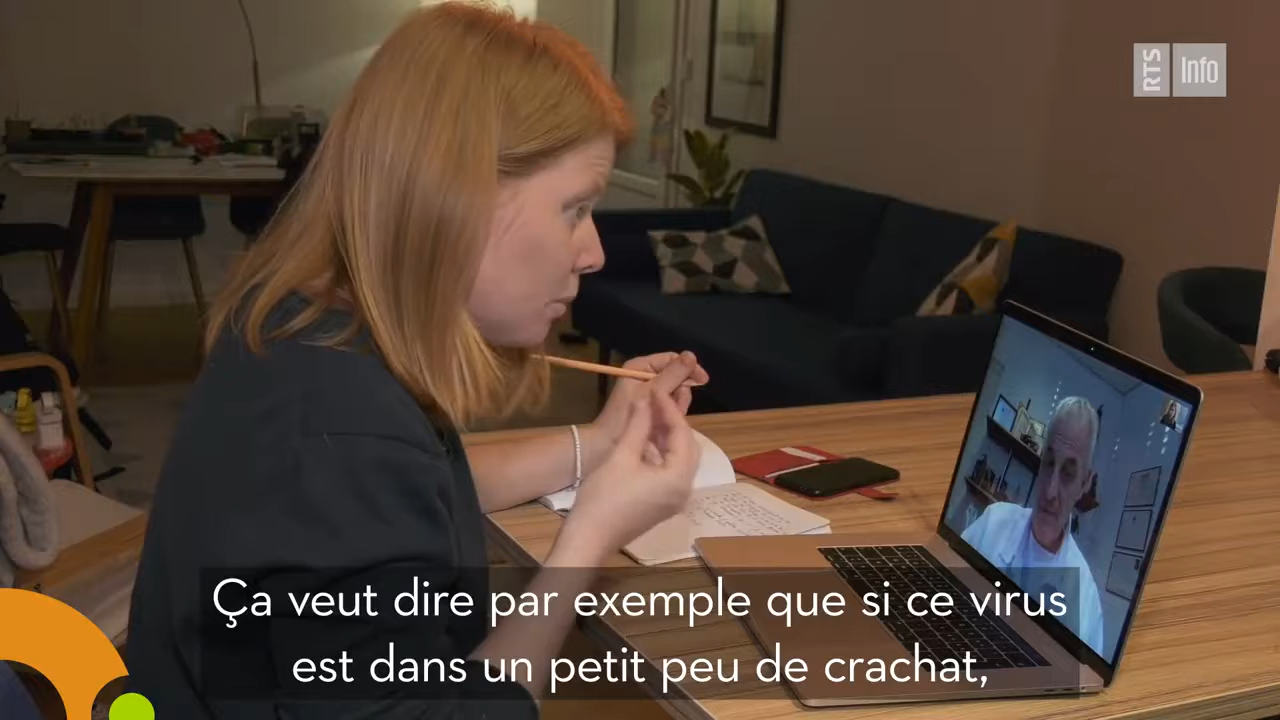 RTS Info
Ça veut dire par exemple que si ce virus
est dans un petit peu de crachat,